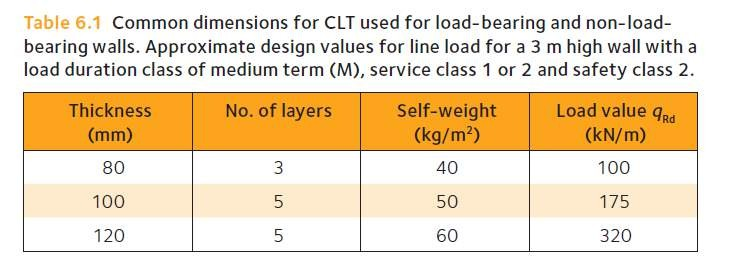 Table 6.1 Common dimensions for CLT used for load-bearing and non-load-
bearing walls. Approximate design values for line load for a 3 m high wall with a
load duration class of medium term (M), service class 1 or 2 and safety class 2.
Thickness (mm) No. of layers Self-weight (kg/m²) Load value qRd (kN/m)
80 3 40 100
100 5 50 175
120 5 60 320